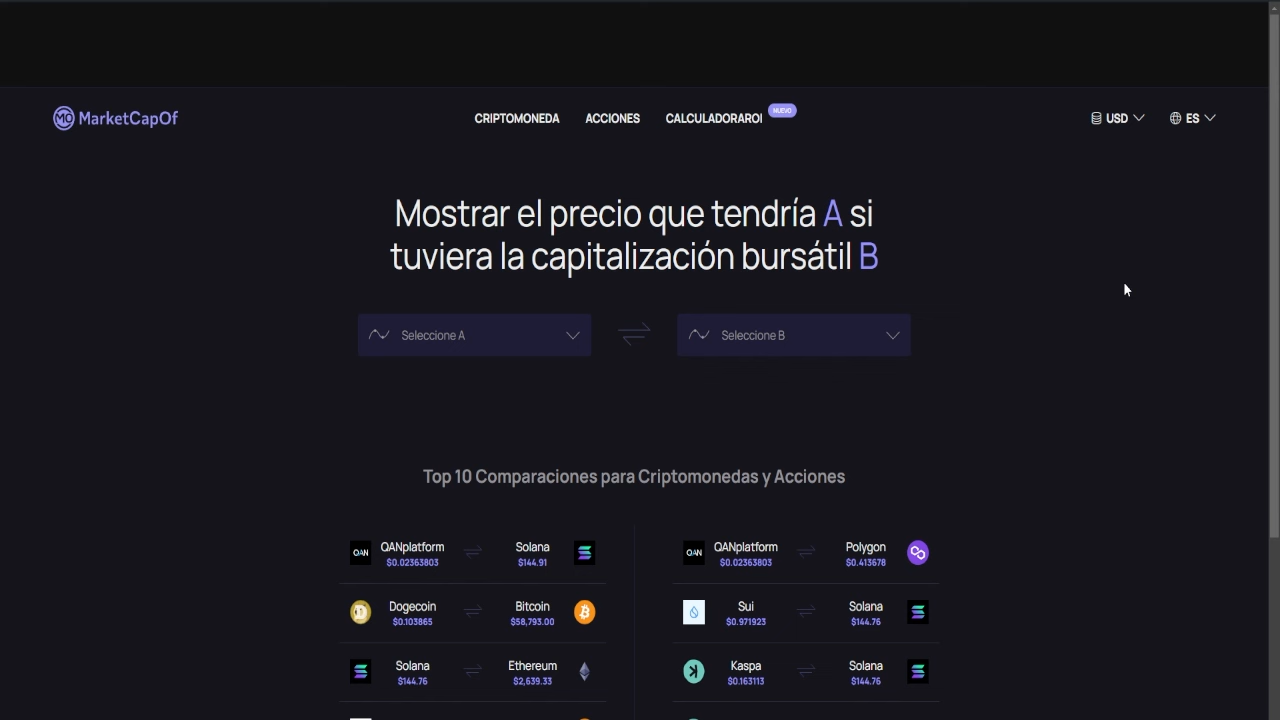 MarketCapOf
CRIPTOMONEDA
ACCIONES
CALCULADORAROI
NUEVO
USD
ES
Mostrar el precio que tendría A si
tuviera la capitalización bursátil B
Seleccione A
Seleccione B
Top 10 Comparaciones para Criptomonedas y Acciones
QAN
QANplatform
$0.02363803
Solana
$144.91
QAN
QANplatform
$0.02363803
Polygon
$0.413678
Dogecoin
$0.103865
Bitcoin
$58,793.00
Sui
$0.971923
Solana
$144.76
Solana
$144.76
Ethereum
$2,639.33
Kaspa
$0.163113
Solana
$144.76